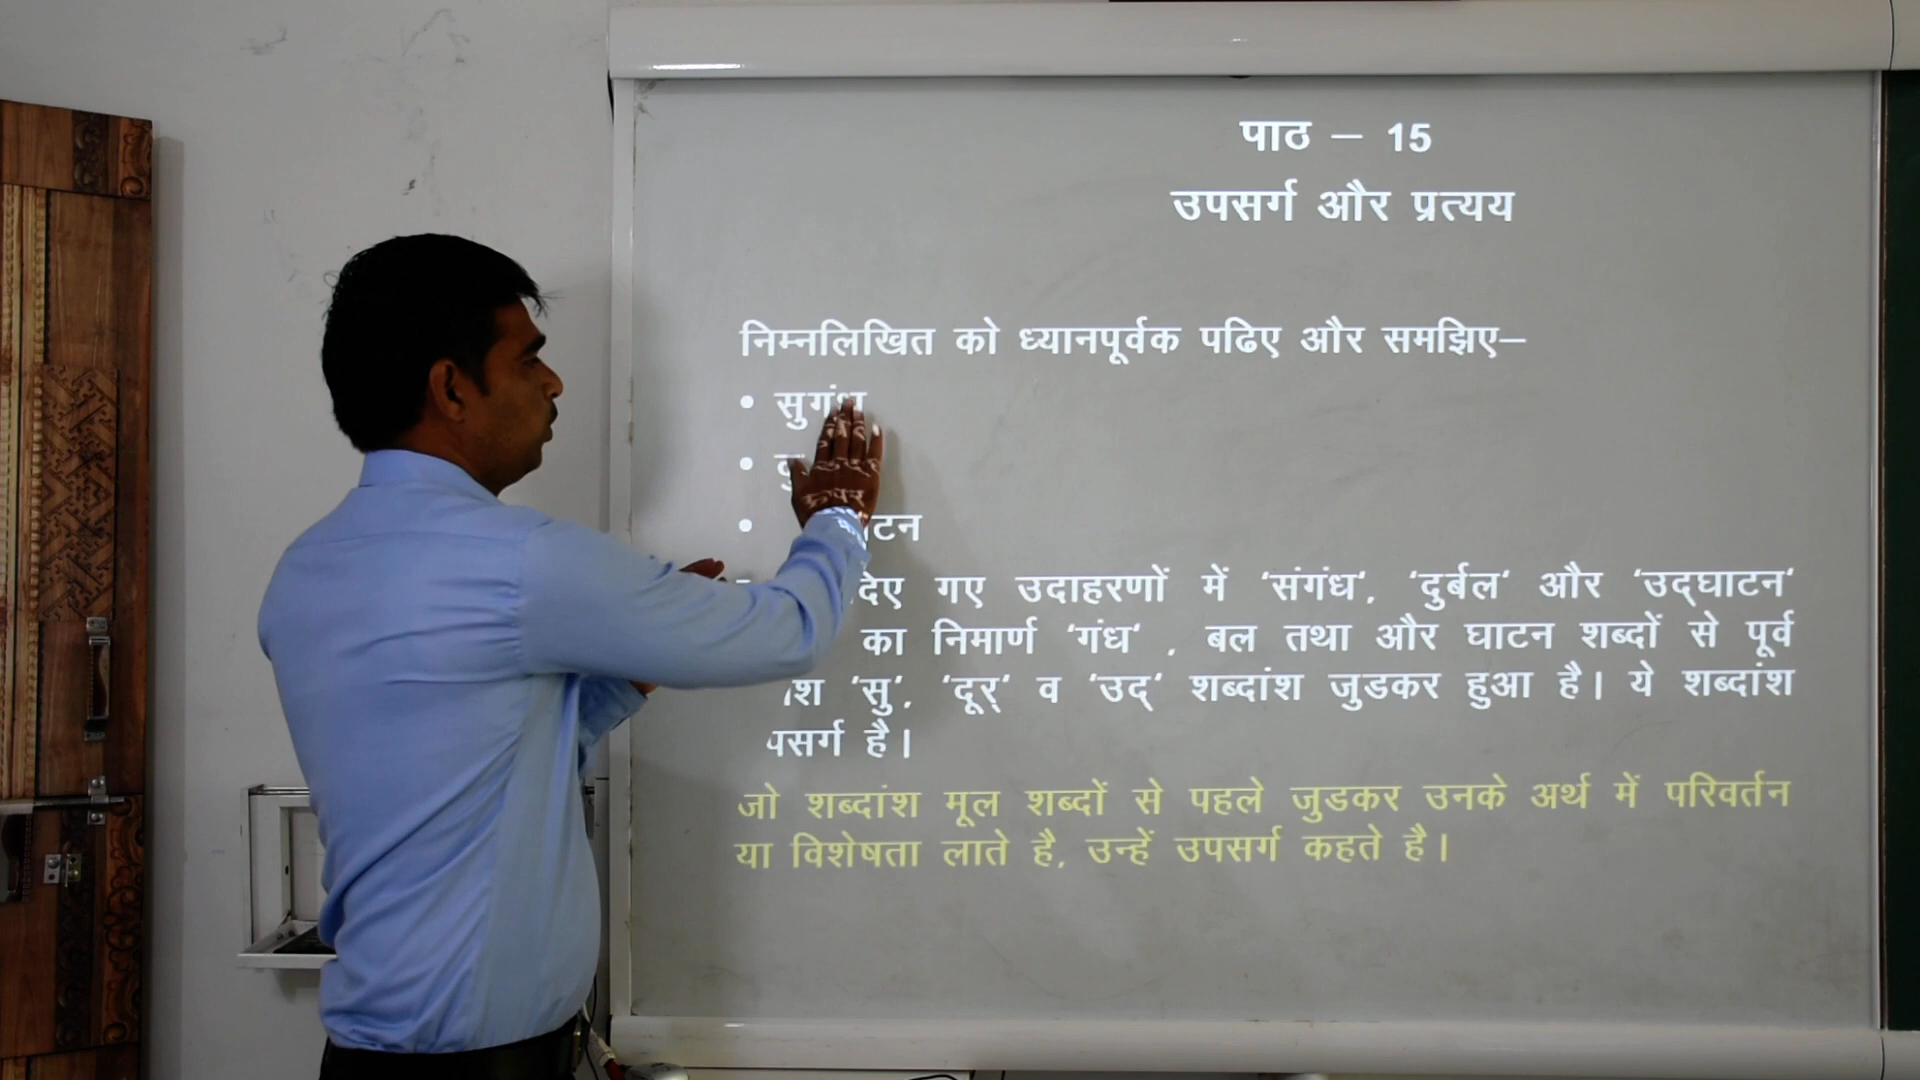 पाठ – 15
उपसर्ग और प्रत्यय
निम्नलिखित को ध्यानपूर्वक पढिए और समझिए–
• सुगंध
•
•
दिए गए उदाहरणों में ‘संगंध‘, ‘दुर्बल‘ और ‘उद्घाटन‘
का निमार्ण ‘गंध‘ , बल तथा और घाटन शब्दों से पूर्व
‘सु‘, ‘दूर्‘ व ‘उद्‘ शब्दांश जुडकर हुआ है। ये शब्दांश
है।
जो शब्दांश मूल शब्दों से पहले जुडकर उनके अर्थ में परिवर्तन
या विशेषता लाते है, उन्हें उपसर्ग कहते है।